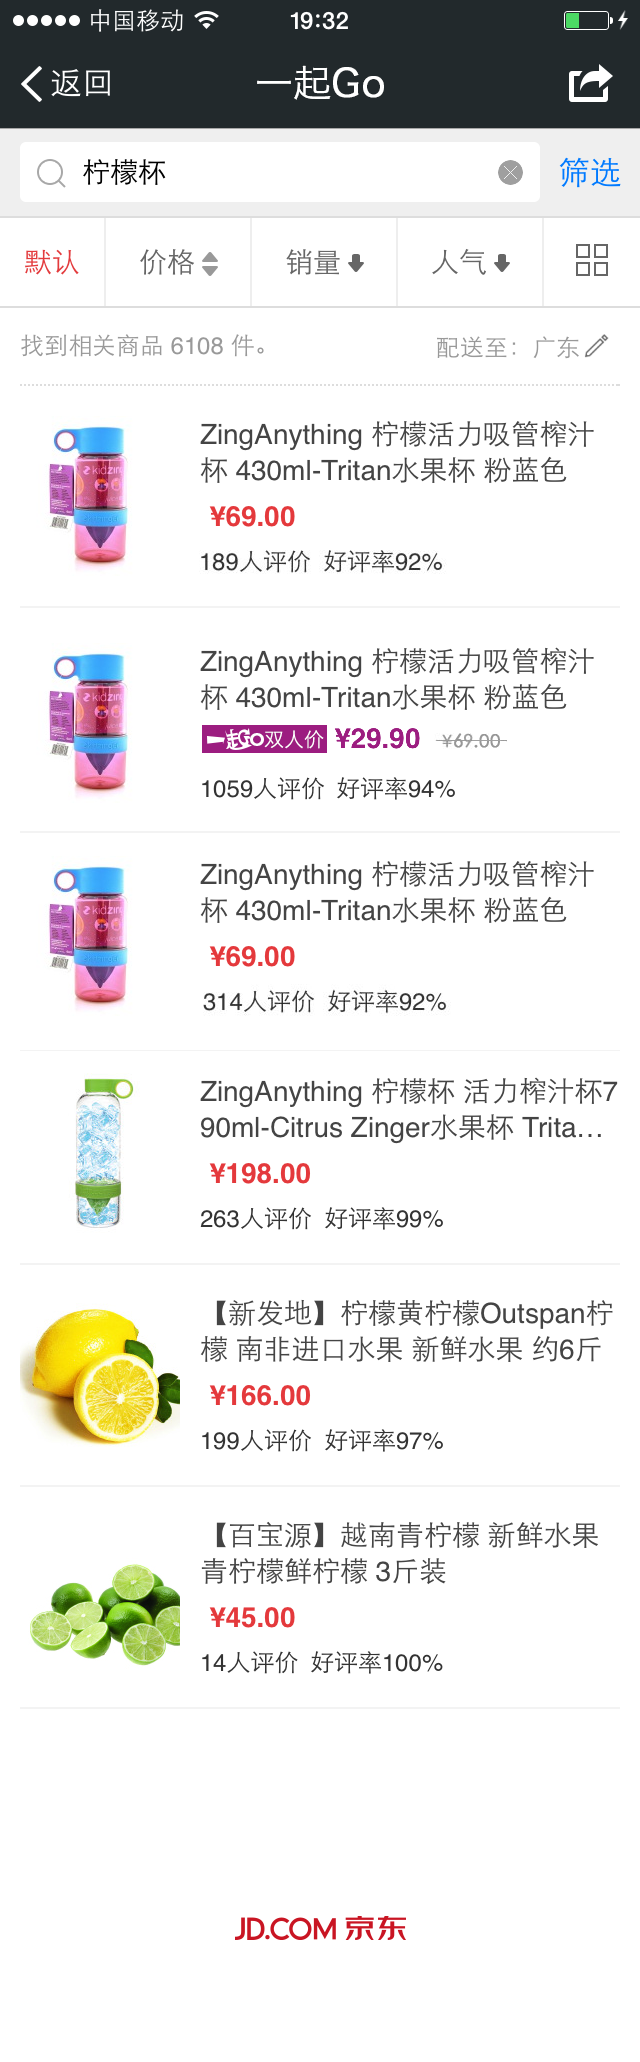 中国移动 19:32
返回 一起Go
柠檬杯 筛选
默认 价格 销量 人气
找到相关商品 6108 件。 配送至：广东
ZingAnything 柠檬活力吸管榨汁
杯 430ml-Tritan水果杯 粉蓝色
¥69.00
189人评价 好评率92%
ZingAnything 柠檬活力吸管榨汁
杯 430ml-Tritan水果杯 粉蓝色
一起Go双人价 ¥29.90 ¥69.00
1059人评价 好评率94%
ZingAnything 柠檬活力吸管榨汁
杯 430ml-Tritan水果杯 粉蓝色
¥69.00
314人评价 好评率92%
ZingAnything 柠檬杯 活力榨汁杯7
90ml-Citrus Zinger水果杯 Trita...
¥198.00
263人评价 好评率99%
【新发地】柠檬黄柠檬Outspan柠
檬 南非进口水果 新鲜水果 约6斤
¥166.00
199人评价 好评率97%
【百宝源】越南青柠檬 新鲜水果
青柠檬鲜柠檬 3斤装
¥45.00
14人评价 好评率100%
JD.COM 京东